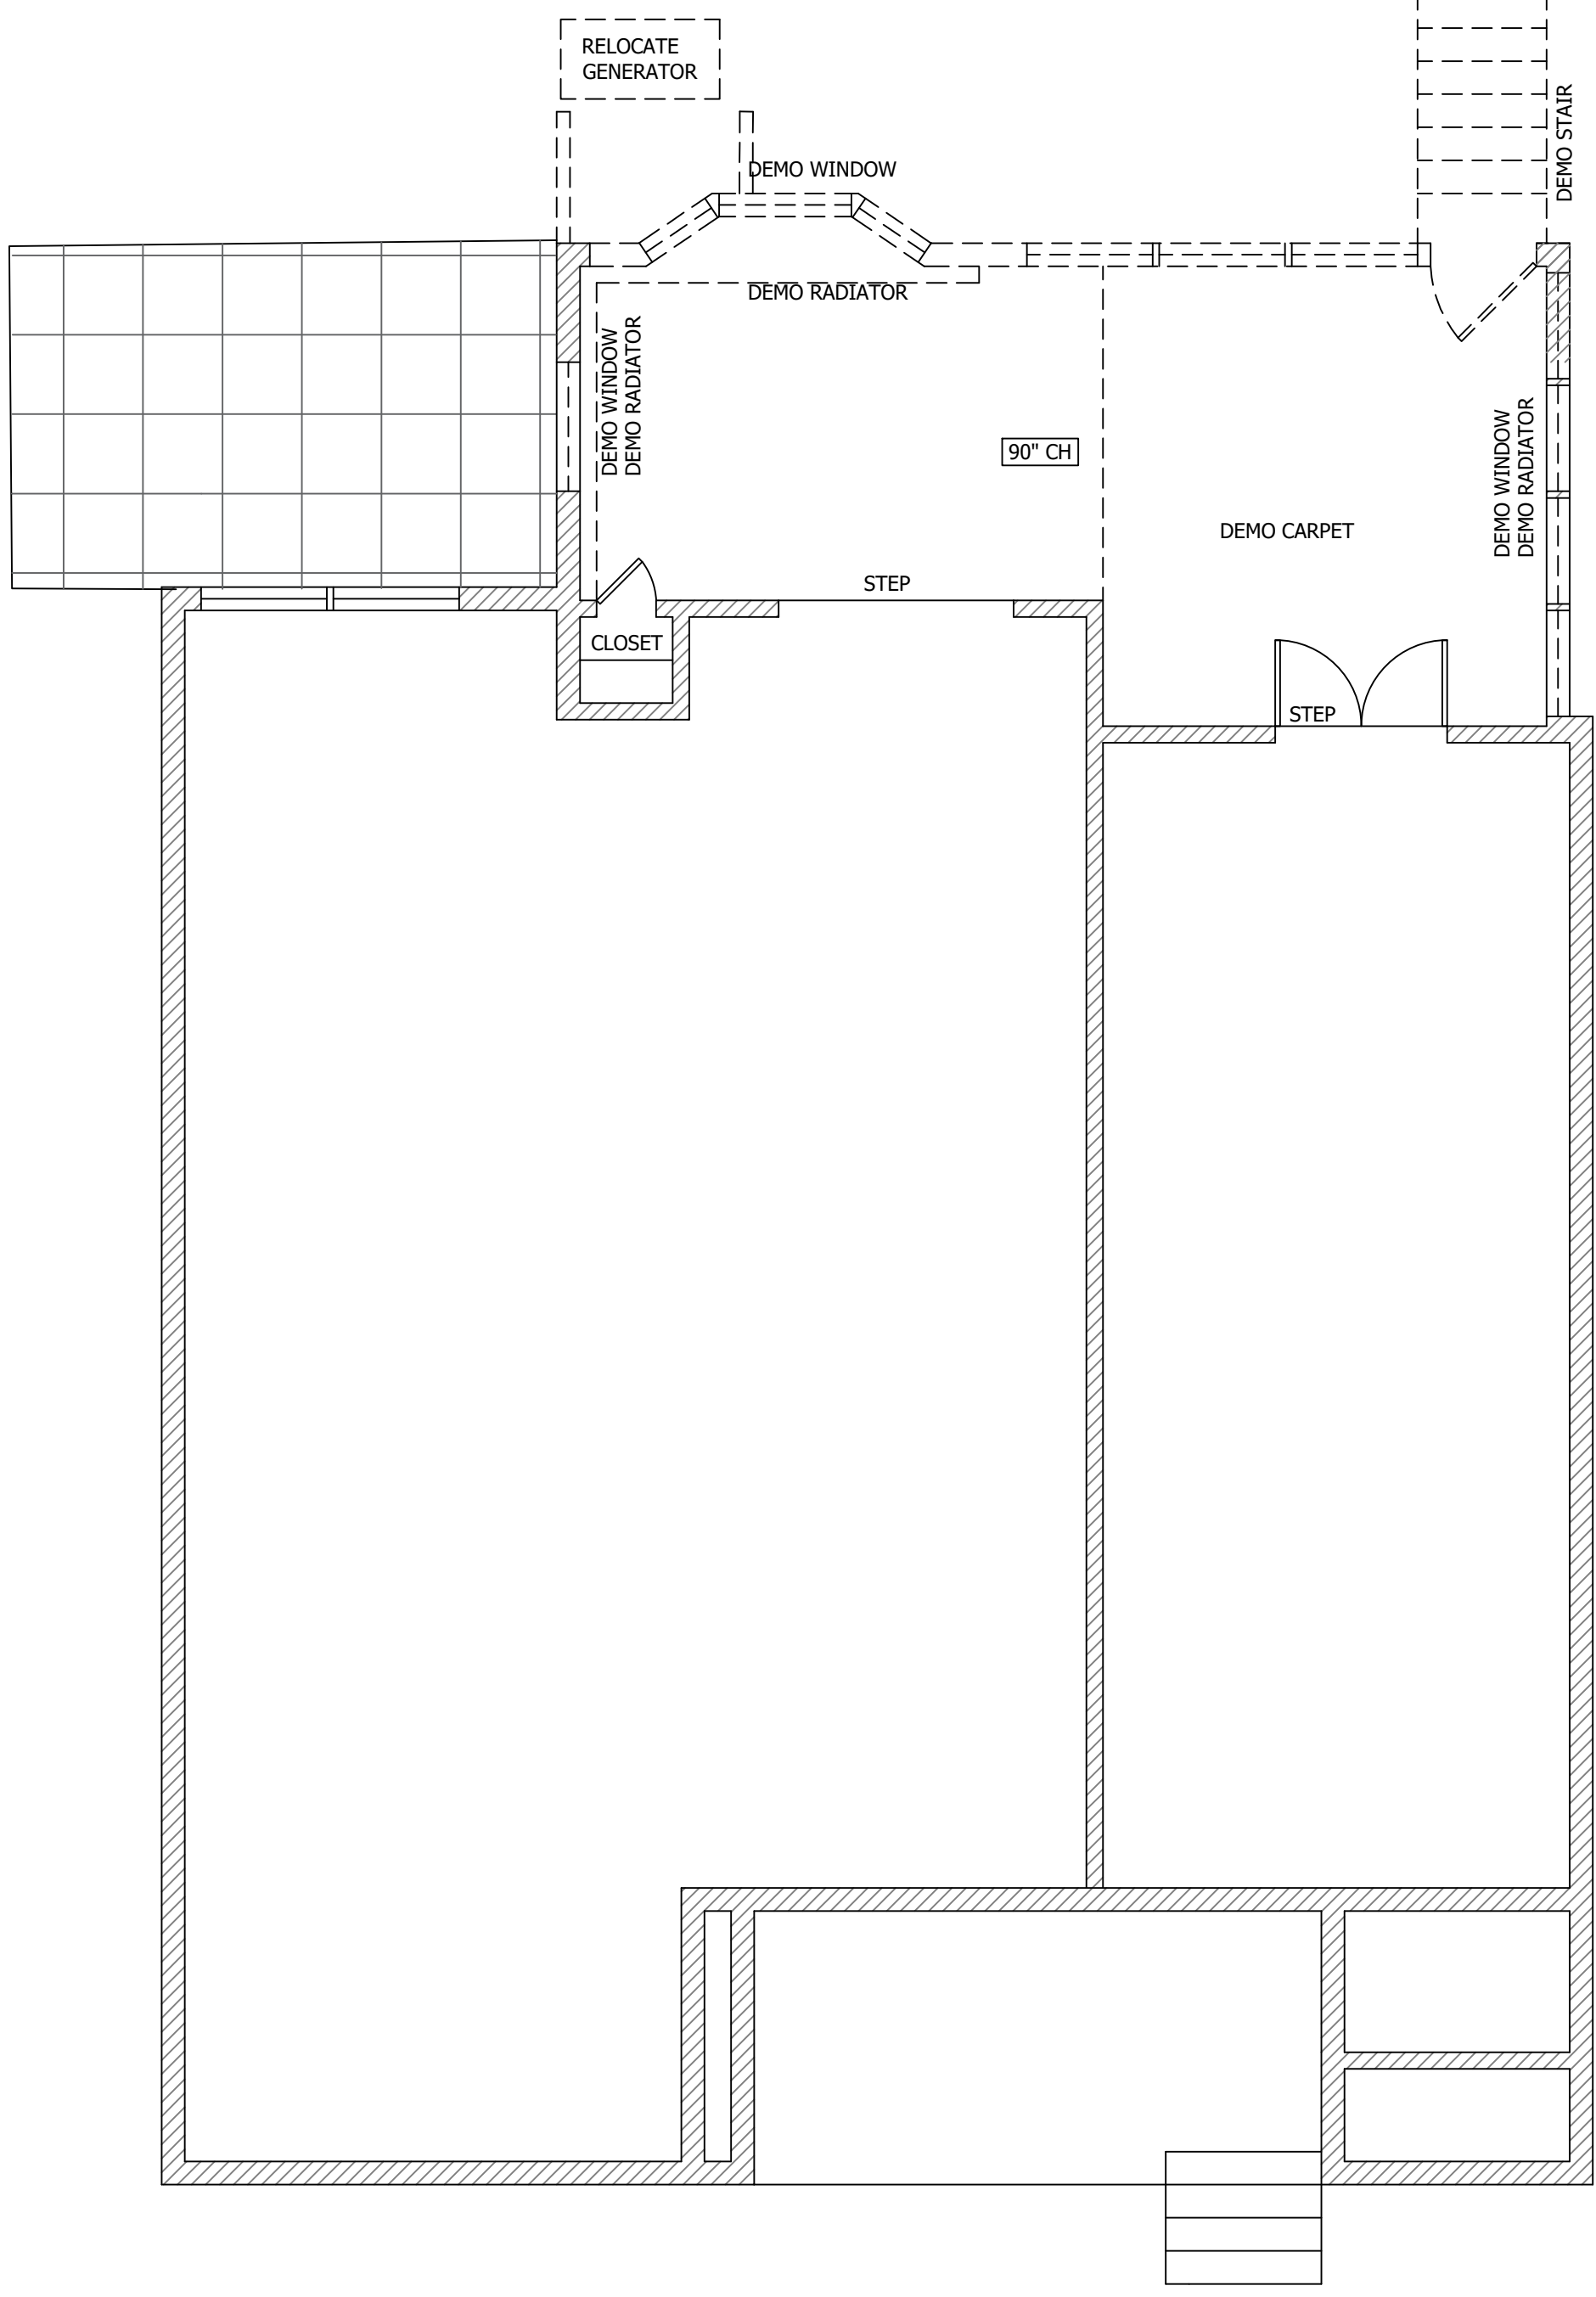 RELOCATE
GENERATOR
DEMO STAIR
DEMO WINDOW
DEMO RADIATOR
DEMO WINDOW
DEMO RADIATOR
90" CH
DEMO WINDOW
DEMO RADIATOR
DEMO CARPET
STEP
CLOSET
STEP